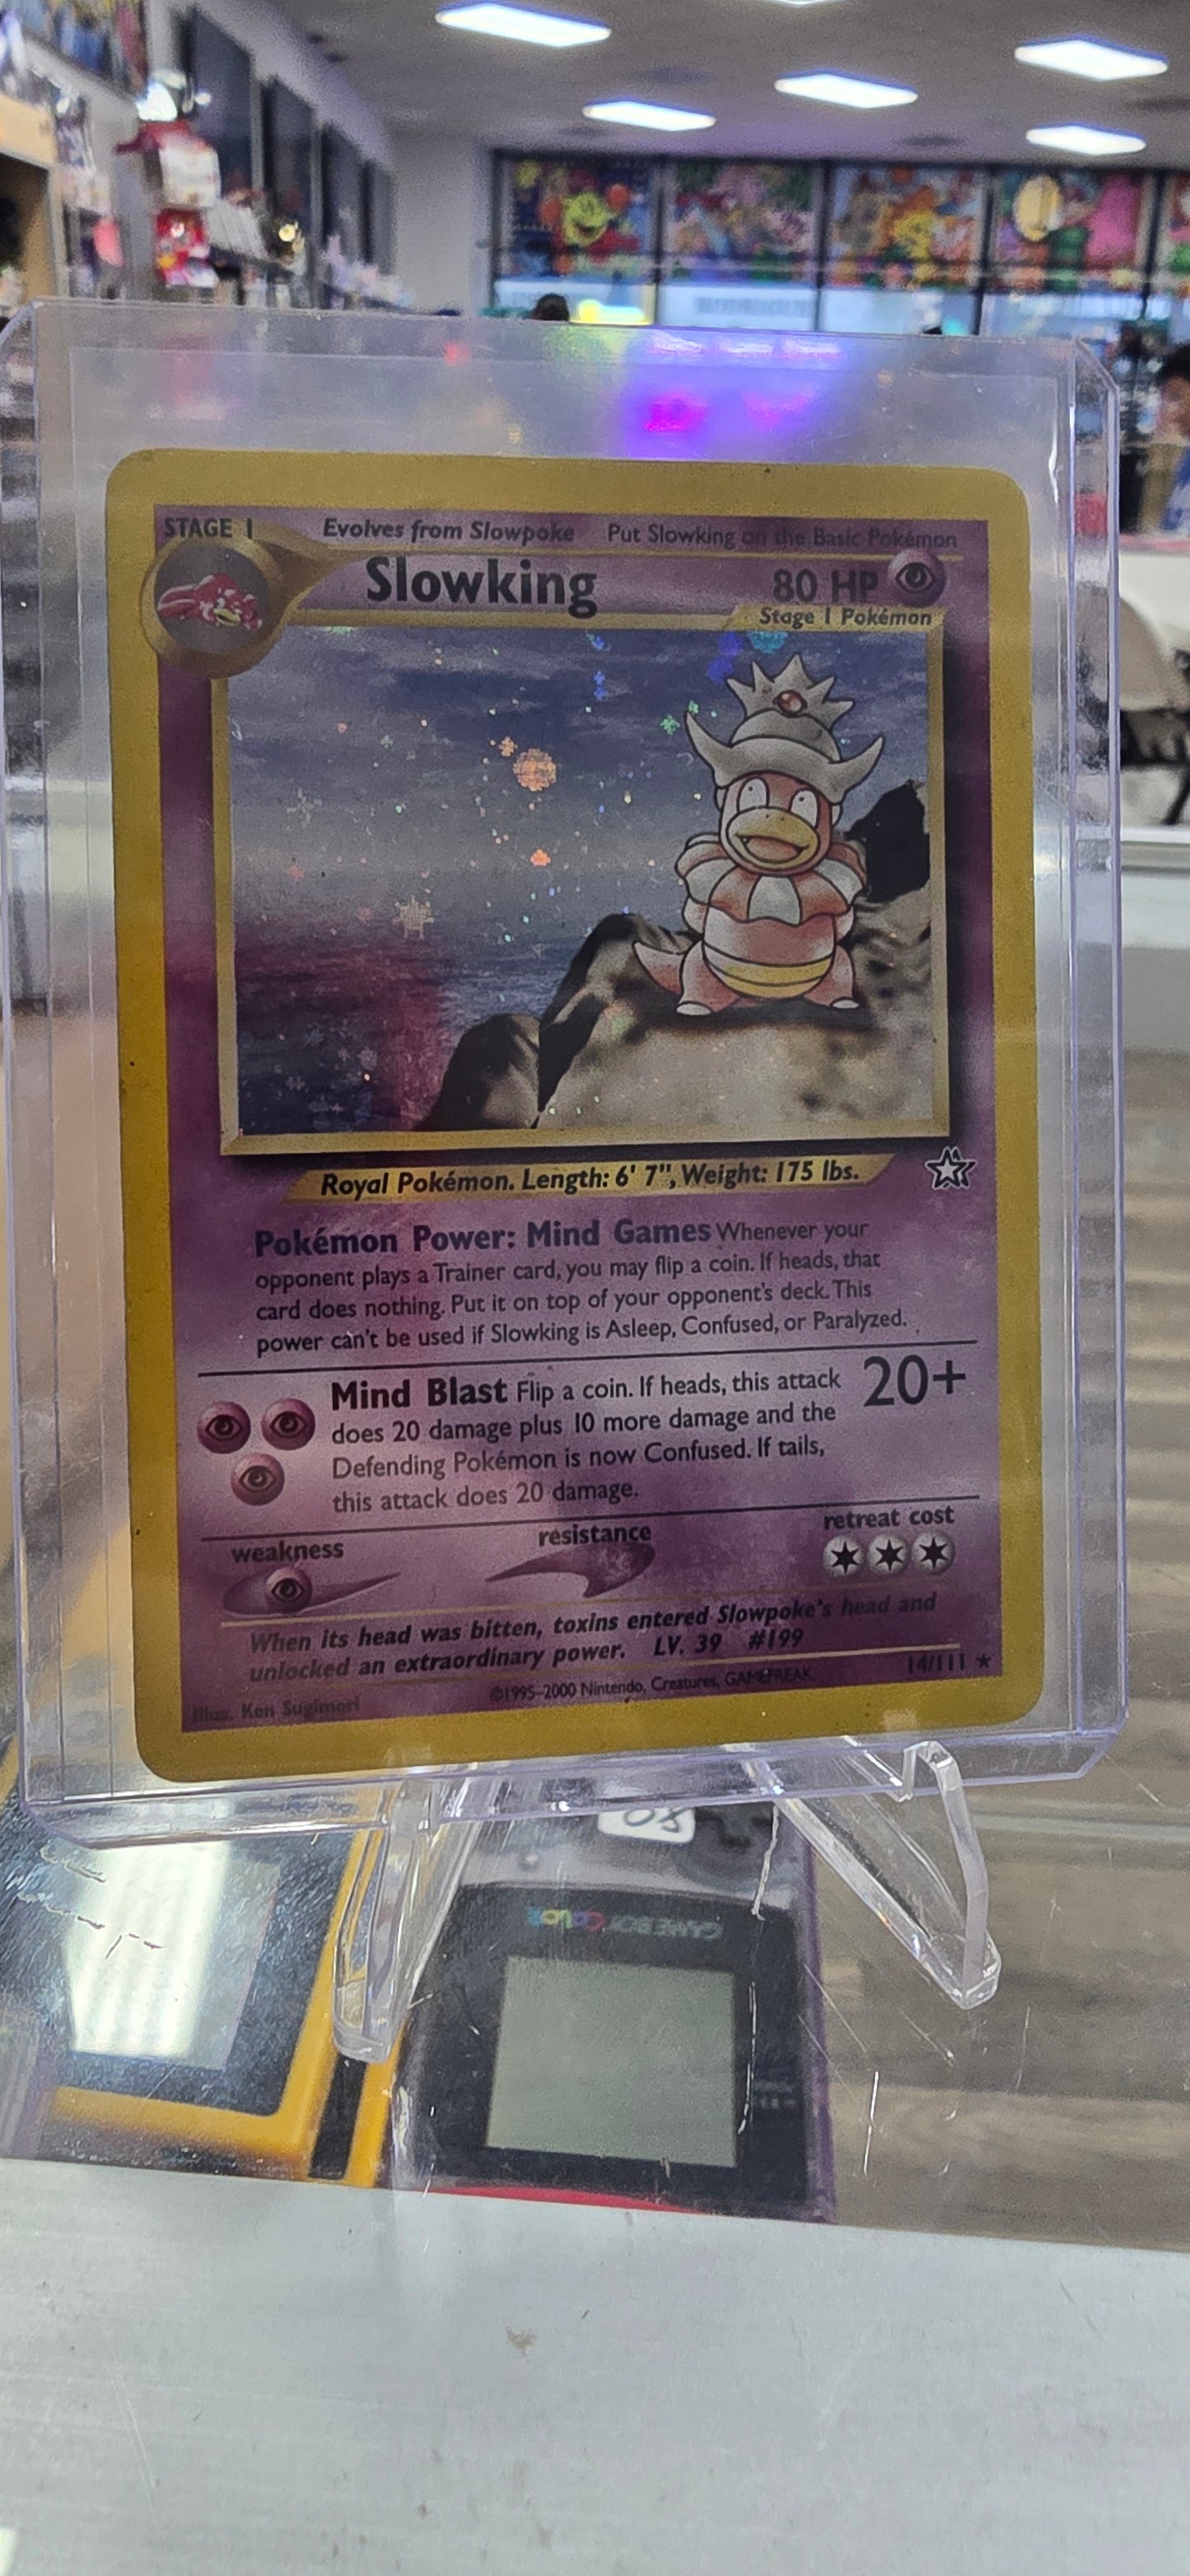 STAGE 1
Evolves from Slowpoke Put Slowking on the Basic Pokémon
Slowking 80 HP
Stage 1 Pokémon
Royal Pokémon. Length: 6' 7", Weight: 175 lbs.
Pokémon Power: Mind Games Whenever your
opponent plays a Trainer card, you may flip a coin. If heads, that
card does nothing. Put it on top of your opponent's deck. This
power can't be used if Slowking is Asleep, Confused, or Paralyzed.
Mind Blast Flip a coin. If heads, this attack 20+
does 20 damage plus 10 more damage and the
Defending Pokémon is now Confused. If tails,
this attack does 20 damage.
weakness resistance retreat cost
When its head was bitten, toxins entered Slowpoke's head and
unlocked an extraordinary power. LV. 39 #199
14/111 ★
Illus. Ken Sugimori ©1995-2000 Nintendo, Creatures, GAMEFREAK.
GAME BOY COLOR